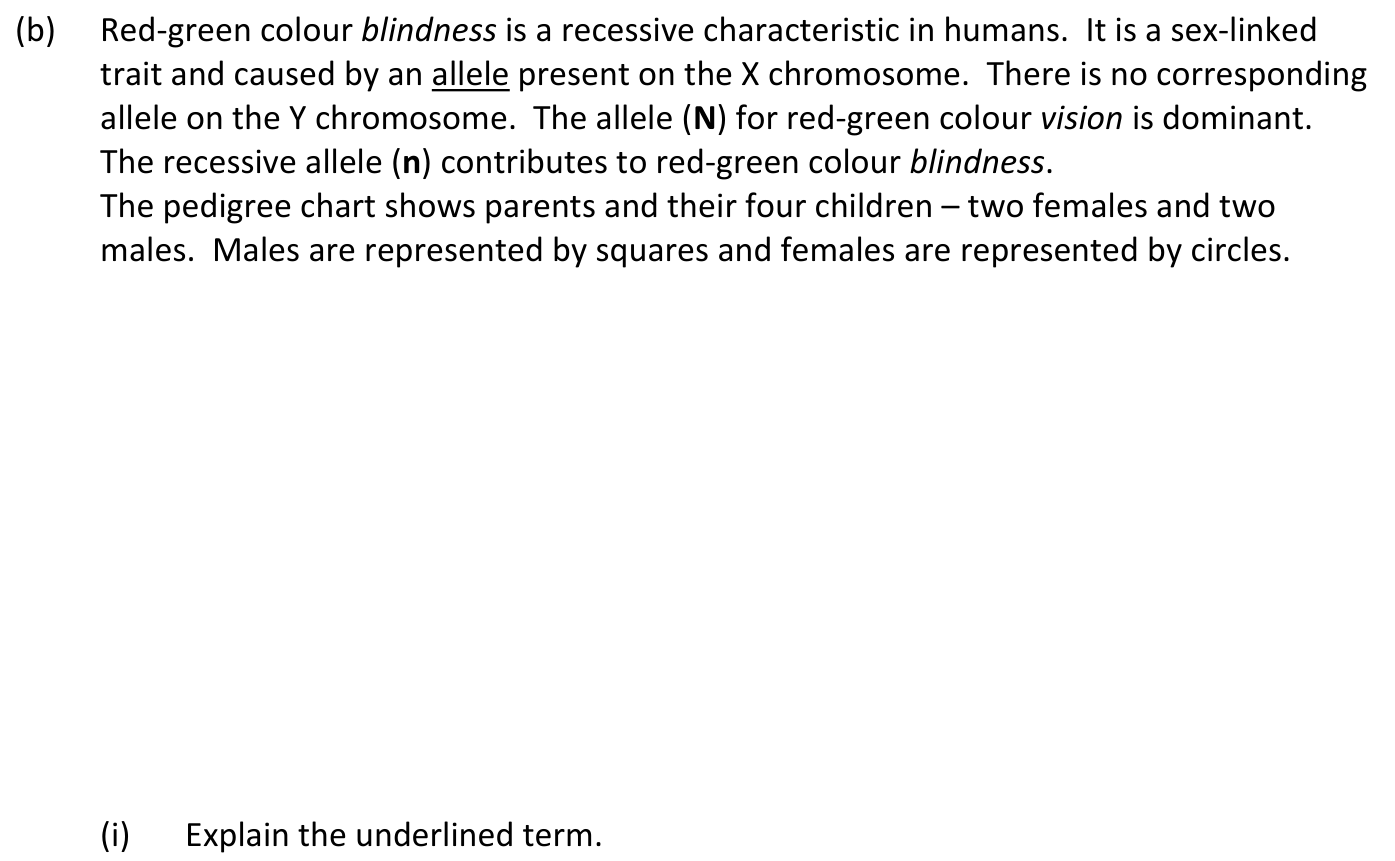 (b) Red-green colour blindness is a recessive characteristic in humans. It is a sex-linked
trait and caused by an allele present on the X chromosome. There is no corresponding
allele on the Y chromosome. The allele (N) for red-green colour vision is dominant.
The recessive allele (n) contributes to red-green colour blindness.
The pedigree chart shows parents and their four children – two females and two
males. Males are represented by squares and females are represented by circles.
(i) Explain the underlined term.